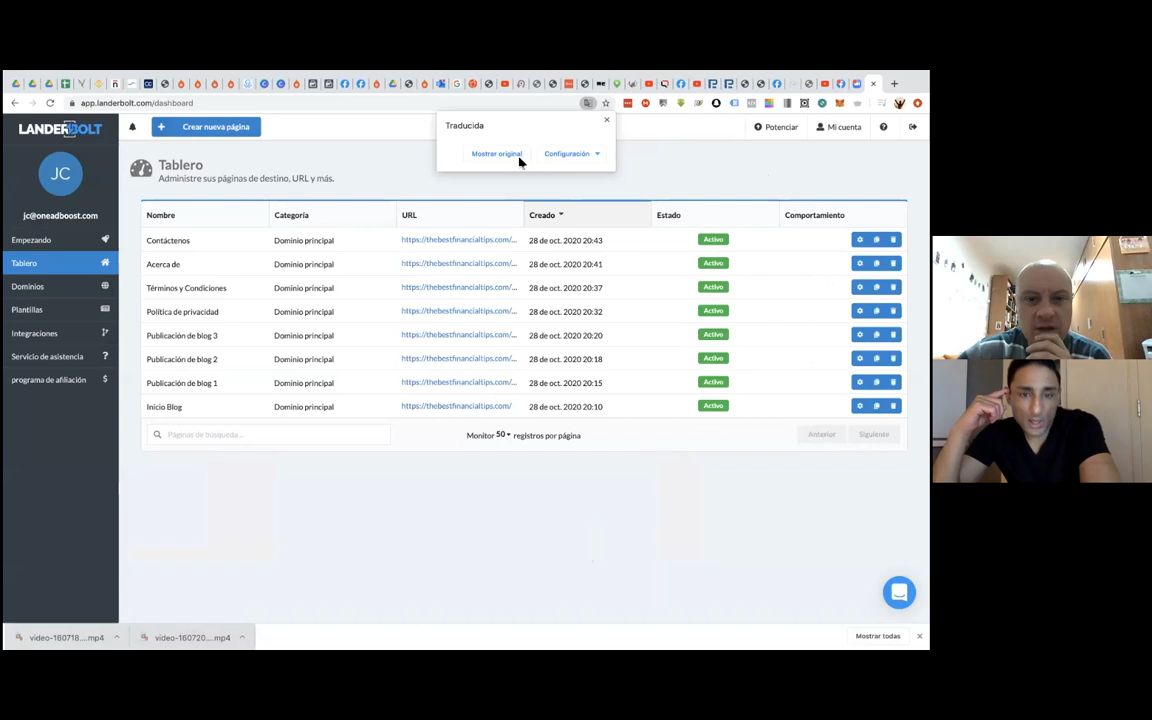 app.landerbolt.com/dashboard
LANDERBOLT
Crear nueva página
Traducida
Mostrar original
Configuración
Potenciar
Mi cuenta
JC
jc@oneadboost.com
Empezando
Tablero
Dominios
Plantillas
Integraciones
Servicio de asistencia
programa de afiliación
Tablero
Administre sus páginas de destino, URL y más.
Nombre Categoría URL Creado Estado Comportamiento
Contáctenos Dominio principal https://thebestfinancialtips.com/... 28 de oct. 2020 20:43 Activo
Acerca de Dominio principal https://thebestfinancialtips.com/... 28 de oct. 2020 20:41 Activo
Términos y Condiciones Dominio principal https://thebestfinancialtips.com/... 28 de oct. 2020 20:37 Activo
Política de privacidad Dominio principal https://thebestfinancialtips.com/... 28 de oct. 2020 20:32 Activo
Publicación de blog 3 Dominio principal https://thebestfinancialtips.com/... 28 de oct. 2020 20:20 Activo
Publicación de blog 2 Dominio principal https://thebestfinancialtips.com/... 28 de oct. 2020 20:18 Activo
Publicación de blog 1 Dominio principal https://thebestfinancialtips.com/... 28 de oct. 2020 20:15 Activo
Inicio Blog Dominio principal https://thebestfinancialtips.com/ 28 de oct. 2020 20:10 Activo
Páginas de búsqueda...
Monitor 50 registros por página
Anterior
Siguiente
video-160718....mp4
video-160720....mp4
Mostrar todas